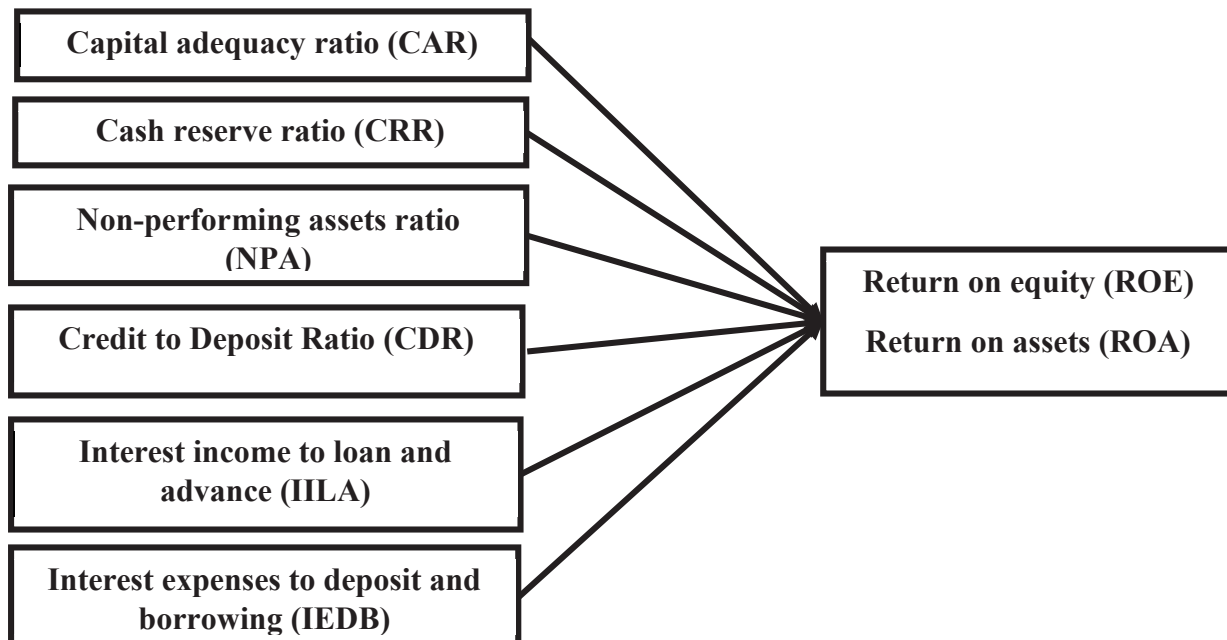 Capital adequacy ratio (CAR)
Cash reserve ratio (CRR)
Non-performing assets ratio
(NPA)
Credit to Deposit Ratio (CDR)
Interest income to loan and
advance (IILA)
Interest expenses to deposit and
borrowing (IEDB)
Return on equity (ROE)
Return on assets (ROA)